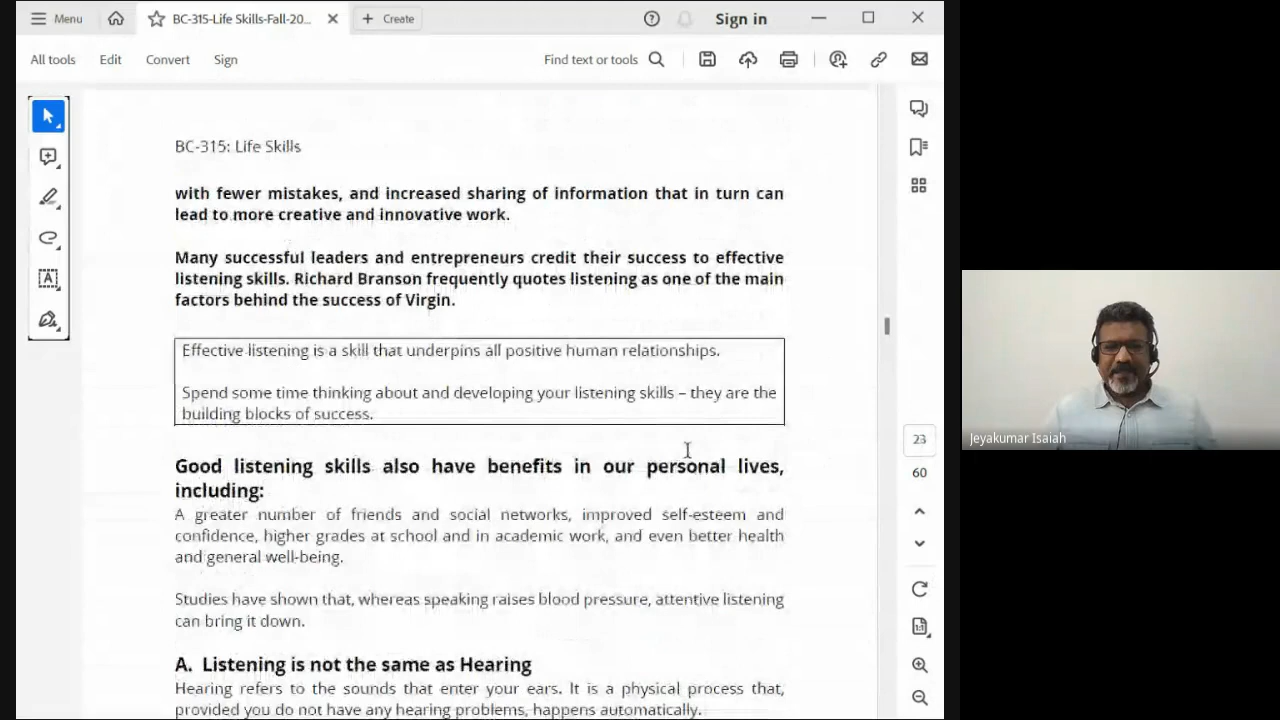 Menu
BC-315-Life Skills-Fall-20...
Create
Sign in
All tools
Edit
Convert
Sign
Find text or tools
BC-315: Life Skills
with fewer mistakes, and increased sharing of information that in turn can
lead to more creative and innovative work.
Many successful leaders and entrepreneurs credit their success to effective
listening skills. Richard Branson frequently quotes listening as one of the main
factors behind the success of Virgin.
Effective listening is a skill that underpins all positive human relationships.
Spend some time thinking about and developing your listening skills – they are the
building blocks of success.
Good listening skills also have benefits in our personal lives,
including:
A greater number of friends and social networks, improved self-esteem and
confidence, higher grades at school and in academic work, and even better health
and general well-being.
Studies have shown that, whereas speaking raises blood pressure, attentive listening
can bring it down.
A. Listening is not the same as Hearing
Hearing refers to the sounds that enter your ears. It is a physical process that,
provided you do not have any hearing problems, happens automatically.
23
60
1:1
Jeyakumar Isaiah